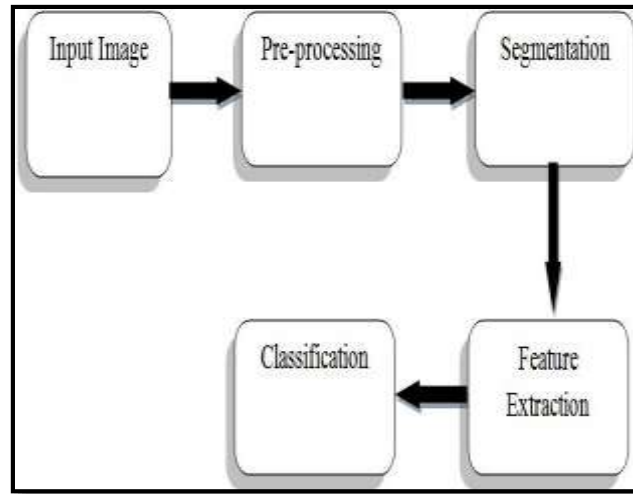 Input Image
Pre-processing
Segmentation
Feature
Extraction
Classification